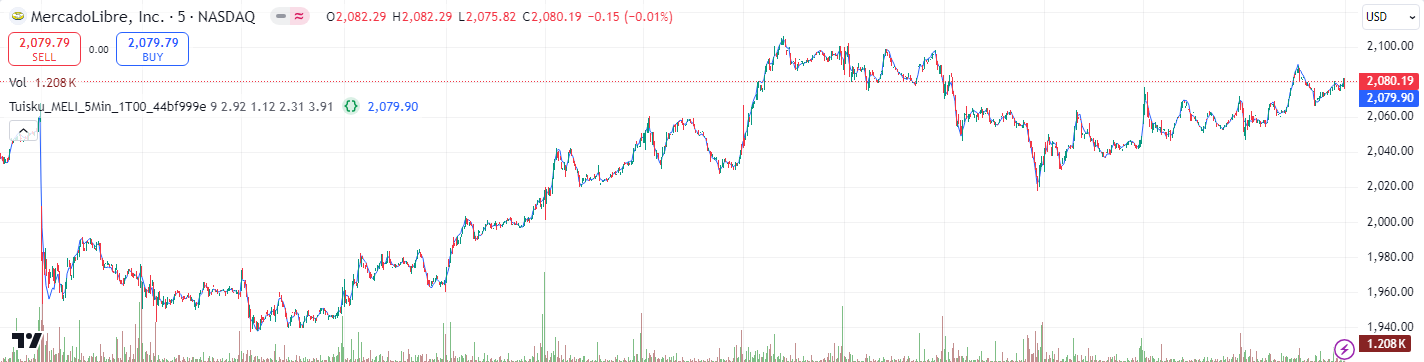 MercadoLibre, Inc. · 5 · NASDAQ O2,082.29 H2,082.29 L2,075.82 C2,080.19 −0.15 (−0.01%)
USD
2,079.79 SELL 0.00 2,079.79 BUY
Vol 1.208 K
Tuisku_MELI_5Min_1T00_44bf999e 9 2.92 1.12 2.31 3.91 {} 2,079.90
2,100.00
2,080.19
2,079.90
2,060.00
2,040.00
2,020.00
2,000.00
1,980.00
1,960.00
1,940.00
1.208 K